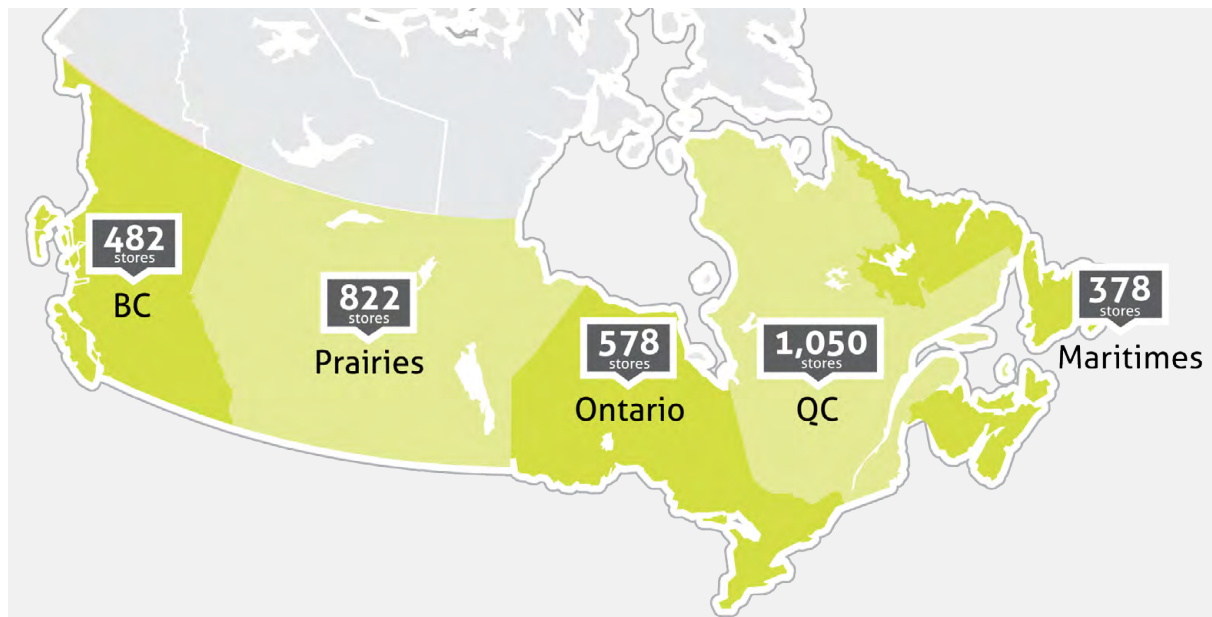 482
stores
BC
822
stores
Prairies
578
stores
Ontario
1,050
stores
QC
378
stores
Maritimes